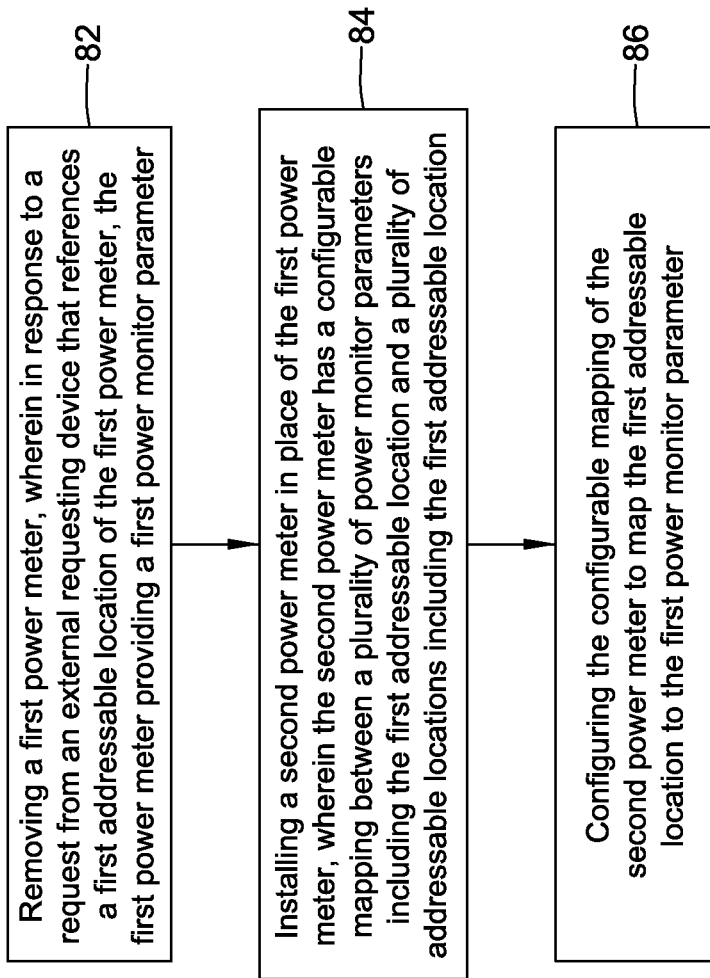 82
Removing a first power meter, wherein in response to a
request from an external requesting device that references
a first addressable location of the first power meter, the
first power meter providing a first power monitor parameter
84
Installing a second power meter in place of the first power
meter, wherein the second power meter has a configurable
mapping between a plurality of power monitor parameters
including the first addressable location and a plurality of
addressable locations including the first addressable location
86
Configuring the configurable mapping of the
second power meter to map the first addressable
location to the first power monitor parameter